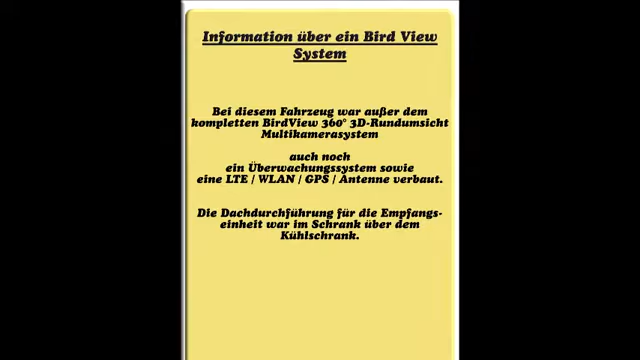 Information über ein Bird View
System
Bei diesem Fahrzeug war außer dem
kompletten BirdView 360° 3D-Rundumsicht
Multikamerasystem
auch noch
ein Überwachungssystem sowie
eine LTE / WLAN / GPS / Antenne verbaut.
Die Dachdurchführung für die Empfangs-
einheit war im Schrank über dem
Kühlschrank.